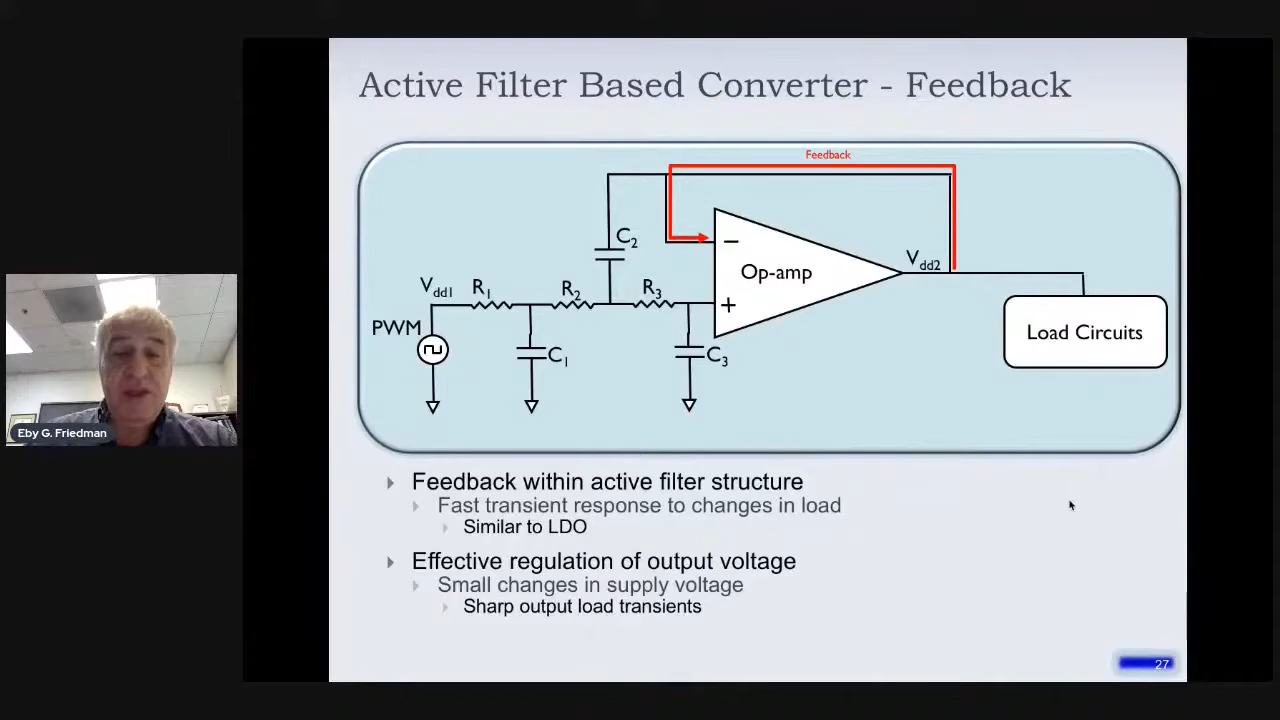 Active Filter Based Converter - Feedback
Feedback
C2
Vdd1
R1
R2
R3
Op-amp
Vdd2
PWM
C1
C3
Load Circuits
Eby G. Friedman
Feedback within active filter structure
Fast transient response to changes in load
Similar to LDO
Effective regulation of output voltage
Small changes in supply voltage
Sharp output load transients
27